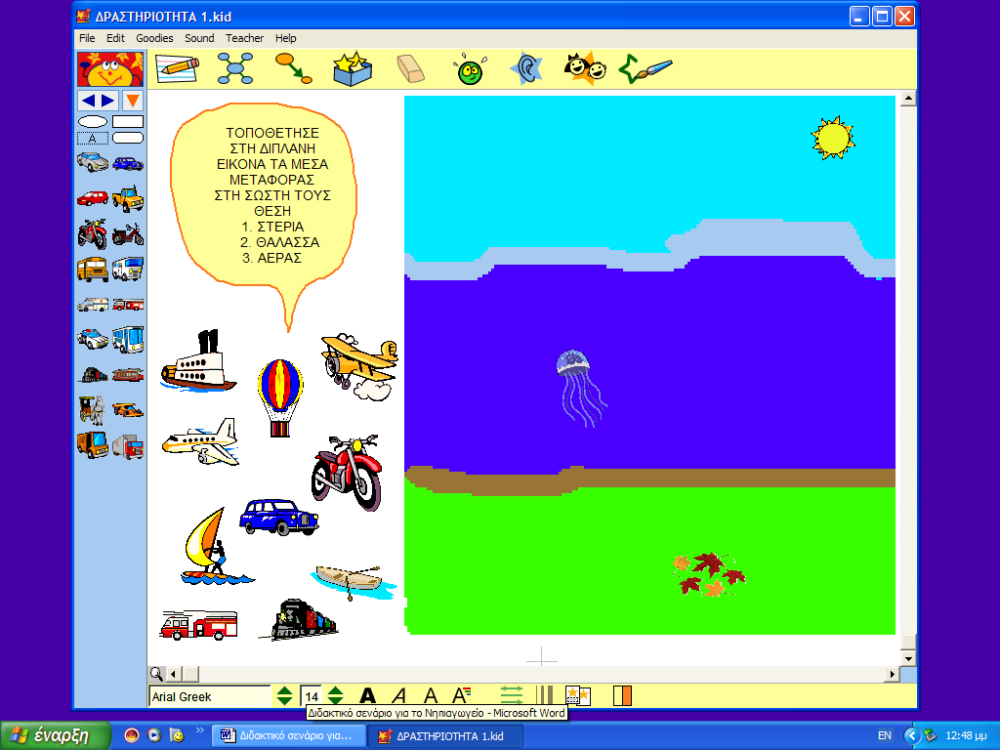 ΔΡΑΣΤΗΡΙΟΤΗΤΑ 1.kid
File Edit Goodies Sound Teacher Help
A
ΤΟΠΟΘΕΤΗΣΕ
ΣΤΗ ΔΙΠΛΑΝΗ
ΕΙΚΟΝΑ ΤΑ ΜΕΣΑ
ΜΕΤΑΦΟΡΑΣ
ΣΤΗ ΣΩΣΤΗ ΤΟΥΣ
ΘΕΣΗ
1. ΣΤΕΡΙΑ
2. ΘΑΛΑΣΣΑ
3. ΑΕΡΑΣ
Arial Greek 14 A A A A
Διδακτικό σενάριο για το Νηπιαγωγείο - Microsoft Word
έναρξη » Διδακτικό σενάριο για... ΔΡΑΣΤΗΡΙΟΤΗΤΑ 1.kid EN 12:48 μμ